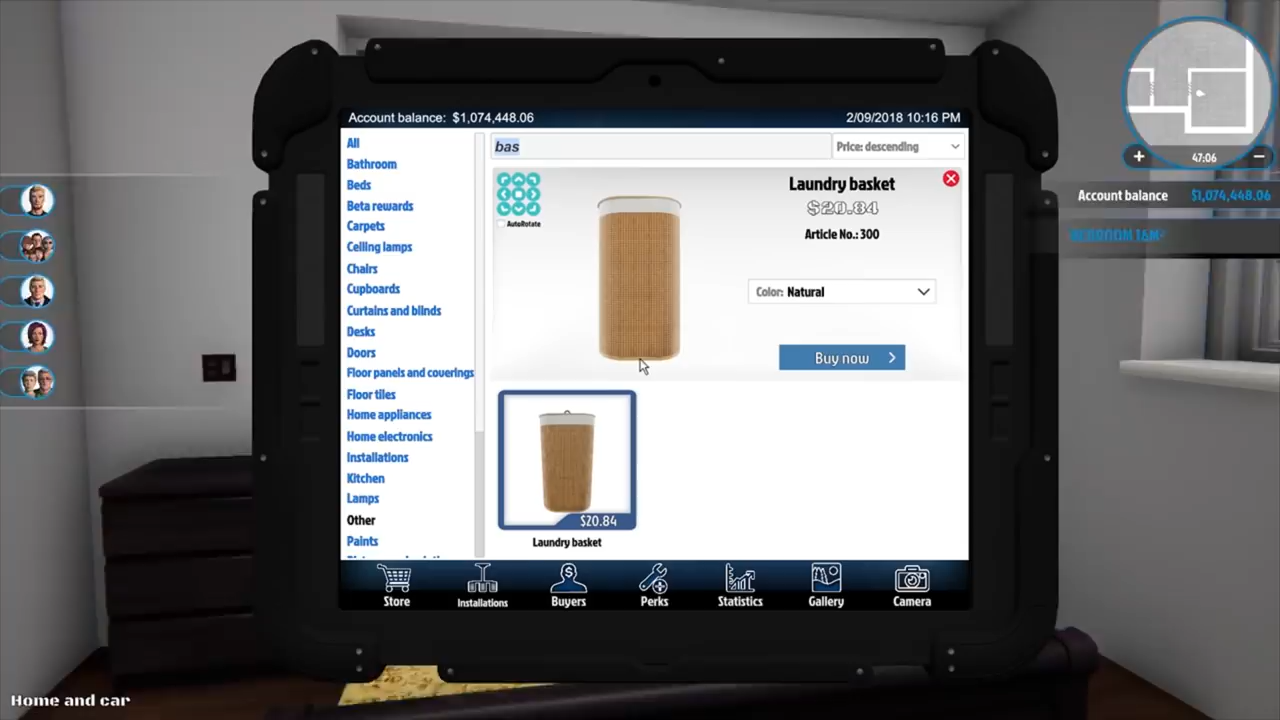 Account balance: $1,074,448.06
2/09/2018 10:16 PM
All
Bathroom
Beds
Beta rewards
Carpets
Ceiling lamps
Chairs
Cupboards
Curtains and blinds
Desks
Doors
Floor panels and coverings
Floor tiles
Home appliances
Home electronics
Installations
Kitchen
Lamps
Other
Paints
bas
Price: descending
AutoRotate
Laundry basket
$20.84
Article No.: 300
Color: Natural
Buy now
$20.84
Laundry basket
Store
Installations
Buyers
Perks
Statistics
Gallery
Camera
47:06
Account balance $1,074,448.06
BEDROOM 16M²
Home and car